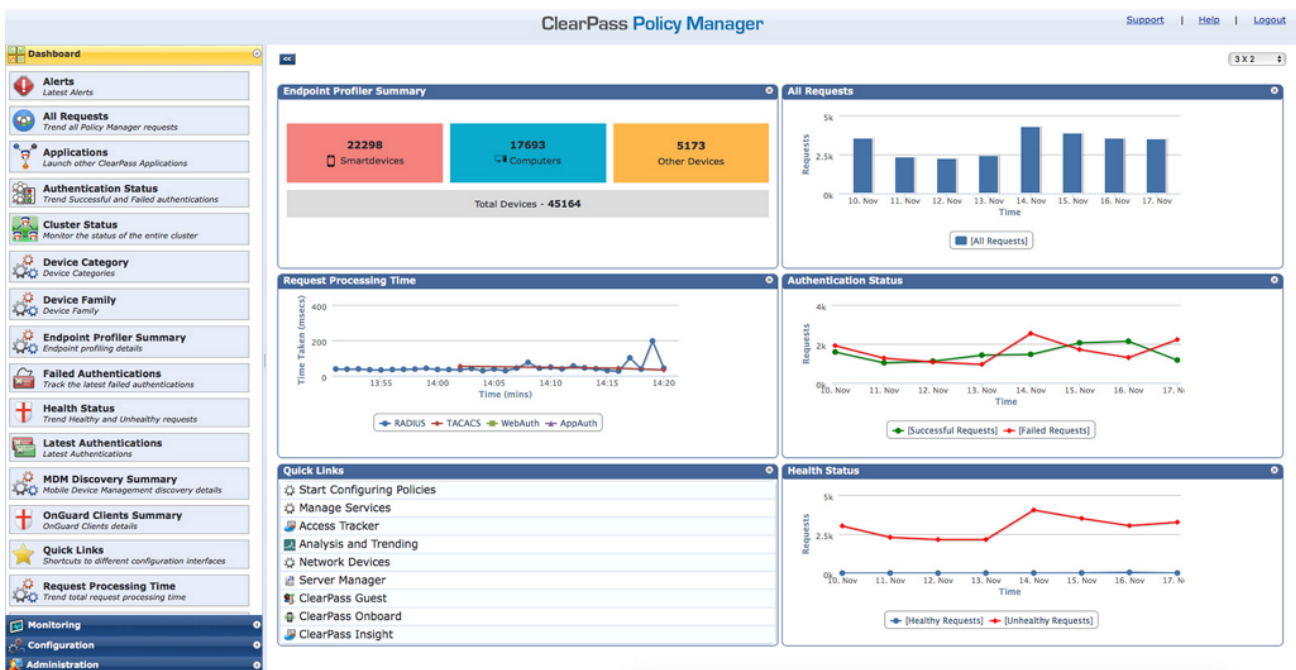 ClearPass Policy Manager
Support | Help | Logout
Dashboard
3 X 2
Alerts
Latest Alerts
All Requests
Trend all Policy Manager requests
Applications
Launch other ClearPass Applications
Authentication Status
Trend Successful and Failed authentications
Cluster Status
Monitor the status of the entire cluster
Device Category
Device Categories
Device Family
Device Family
Endpoint Profiler Summary
Endpoint profiling details
Failed Authentications
Track the latest failed authentications
Health Status
Trend Healthy and Unhealthy requests
Latest Authentications
Latest Authentications
MDM Discovery Summary
Mobile Device Management discovery details
OnGuard Clients Summary
OnGuard Clients details
Quick Links
Shortcuts to different configuration interfaces
Request Processing Time
Trend total request processing time
Monitoring
Configuration
Administration
Endpoint Profiler Summary
22298
Smartdevices
17693
Computers
5173
Other Devices
Total Devices - 45164
All Requests
5k
2.5k
0k
Requests
10. Nov 11. Nov 12. Nov 13. Nov 14. Nov 15. Nov 16. Nov 17. Nov
Time
[All Requests]
Request Processing Time
400
200
0
Time Taken (msecs)
13:55 14:00 14:05 14:10 14:15 14:20
Time (mins)
RADIUS TACACS WebAuth AppAuth
Authentication Status
4k
2k
0k
Requests
10. Nov 11. Nov 12. Nov 13. Nov 14. Nov 15. Nov 16. Nov 17. N
Time
[Successful Requests] [Failed Requests]
Quick Links
Start Configuring Policies
Manage Services
Access Tracker
Analysis and Trending
Network Devices
Server Manager
ClearPass Guest
ClearPass Onboard
ClearPass Insight
Health Status
5k
2.5k
0k
Requests
10. Nov 11. Nov 12. Nov 13. Nov 14. Nov 15. Nov 16. Nov 17. N
Time
[Healthy Requests] [Unhealthy Requests]